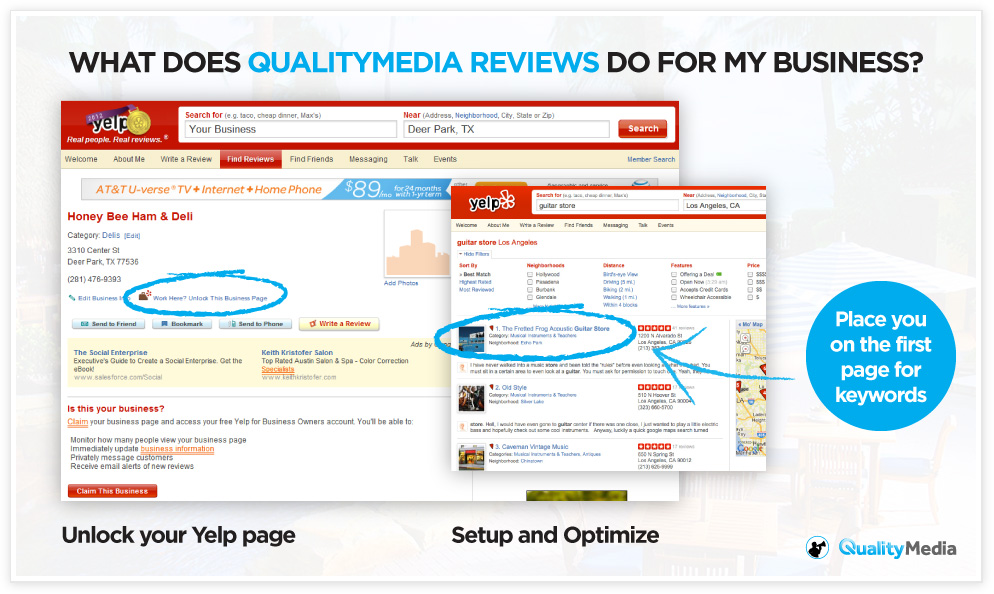 WHAT DOES QUALITYMEDIA REVIEWS DO FOR MY BUSINESS?
2012
yelp
Real people. Real reviews.®
Search for (e.g. taco, cheap dinner, Max's)
Near (Address, Neighborhood, City, State or Zip)
Your Business
Deer Park, TX
Search
Welcome About Me Write a Review Find Reviews Find Friends Messaging Talk Events Member Search
AT&T U-verse® TV + Internet + Home Phone $89/mo for 24 months with 1-yr term
Honey Bee Ham & Deli
Category: Delis [Edit]
3310 Center St
Deer Park, TX 77536
(281) 476-9393
Add Photos
Edit Business Info
Work Here? Unlock This Business Page
Send to Friend Bookmark Send to Phone Write a Review
Ads by
The Social Enterprise
Executive's Guide to Create a Social Enterprise. Get the
eBook!
www.salesforce.com/Social
Keith Kristofer Salon
Top Rated Austin Salon & Spa - Color Correction
Specialists
www.keithkristofer.com
Is this your business?
Claim your business page and access your free Yelp for Business Owners account. You'll be able to:
Monitor how many people view your business page
Immediately update business information
Privately message customers
Receive email alerts of new reviews
Claim This Business
yelp
Search for (e.g. taco, cheap dinner, Max's)
Near (Address, Neighborhood, City,
guitar store
Los Angeles, CA
Welcome About Me Write a Review Find Friends Messaging Talk Events
guitar store Los Angeles
Hide Filters
Sort By
» Best Match
Highest Rated
Most Reviewed
Neighborhoods
Hollywood
Pasadena
Burbank
Glendale
Distance
Bird's-eye View
Driving (5 mi.)
Biking (2 mi.)
Walking (1 mi.)
Within 4 blocks
Features
Offering a Deal
Open Now
Accepts Credit Cards
Wheelchair Accessible
More features »
Price
$$$$
$$$
$$
$
1. The Fretted Frog Acoustic Guitar Store
Category: Musical Instruments & Teachers
Neighborhood: Echo Park
reviews
1200 N Alvarado St
Los Angeles, CA
(213)
« Mo' Map
I have never walked into a music store and been told the "rules" before even looking
must sit in a certain area to even look at a guitar. You must ask for permission to touch
2. Old Style
Category: Musical Instruments & Teachers
Neighborhood: Silver Lake
510 N Hoover St
Los Angeles, CA 90004
(323) 660-5700
store. Hell, I would have even gone to guitar center if there was one close, I just wanted to play a little electric
bass and hopefully check out some cool instruments. Anyway, luckily a quick google maps search turned
3. Caveman Vintage Music
Category: Musical Instruments & Teachers, Antiques
Neighborhood: Chinatown
650 N Spring St
Los Angeles, CA 90012
(213) 625-9999
Google
Place you
on the first
page for
keywords
Unlock your Yelp page
Setup and Optimize
QualityMedia